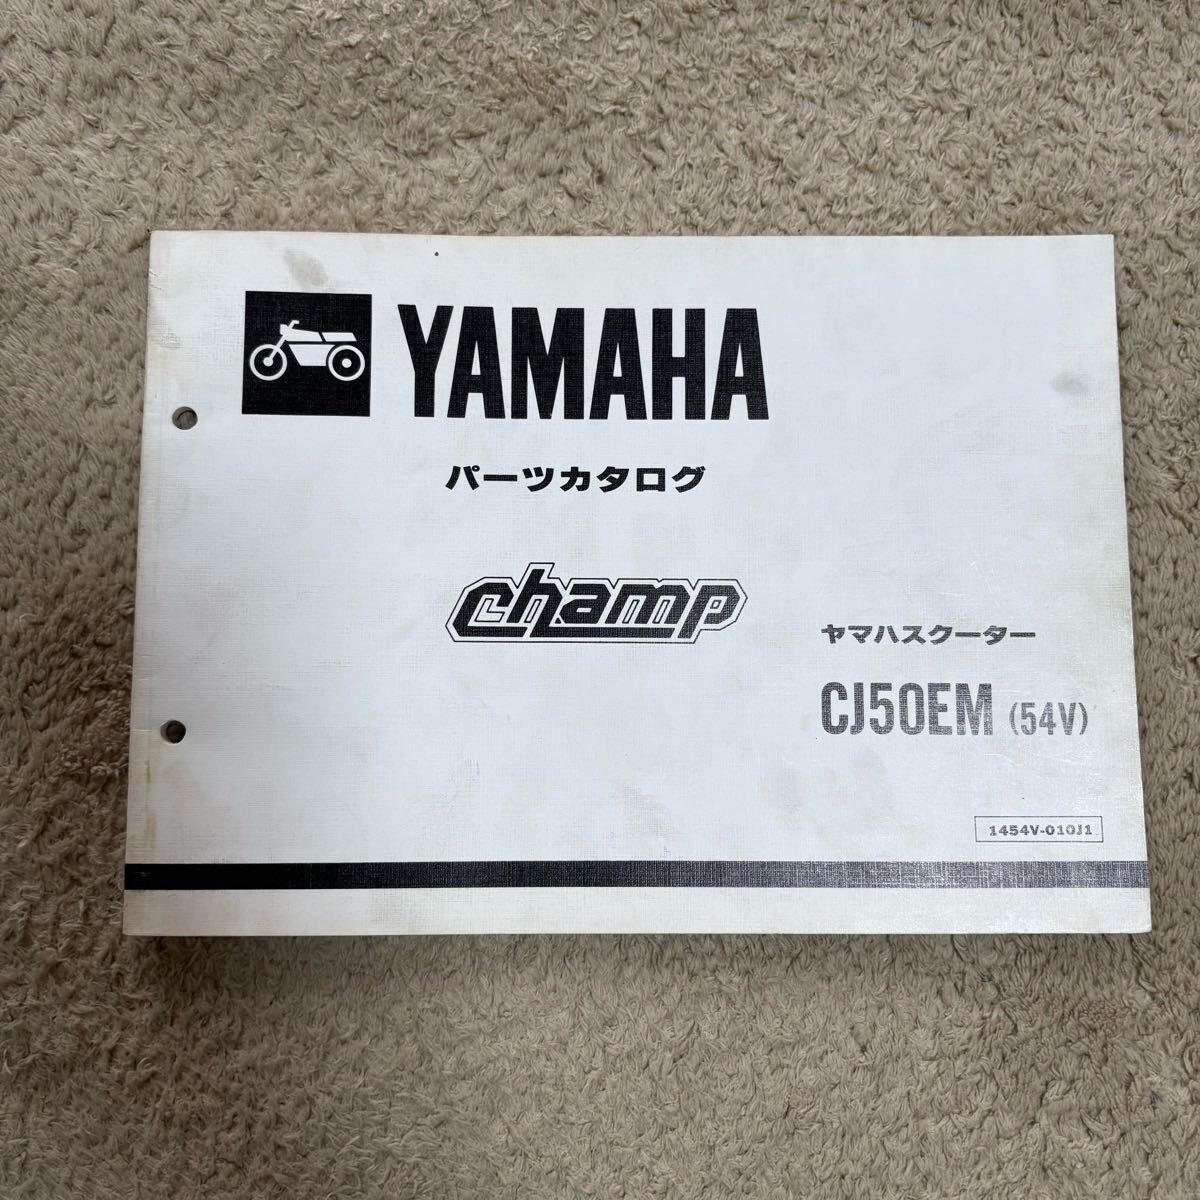 YAMAHA
パーツカタログ
champ
ヤマハスクーター
CJ50EM (54V)
1454V-010J1